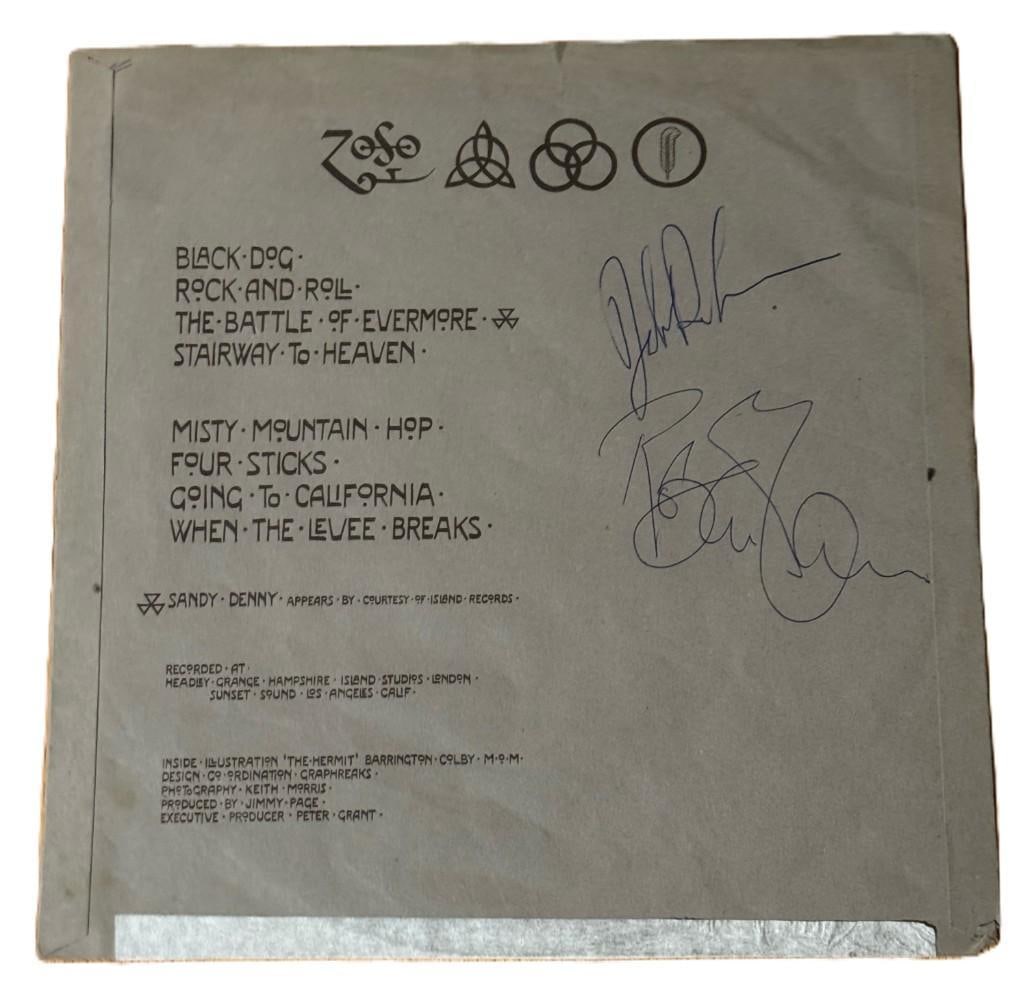 ZOSO
BLACK·DOG·
ROCK·AND·ROLL·
THE·BATTLE·OF·EVERMORE·
STAIRWAY·TO·HEAVEN·
MISTY·MOUNTAIN·HOP·
FOUR·STICKS·
GOING·TO·CALIFORNIA·
WHEN·THE·LEVEE·BREAKS·
SANDY·DENNY·APPEARS·BY·COURTESY·OF·ISLAND·RECORDS·
RECORDED·AT·
HEADLEY·GRANGE·HAMPSHIRE·ISLAND·STUDIOS·LONDON·
SUNSET·SOUND·LOS·ANGELES·CALIF·
INSIDE·ILLUSTRATION 'THE·HERMIT' BARRINGTON·COLBY·M·O·M·
DESIGN·CO·ORDINATION·GRAPHREAKS·
PHOTOGRAPHY·KEITH·MORRIS·
PRODUCED·BY·JIMMY·PAGE·
EXECUTIVE·PRODUCER·PETER·GRANT·